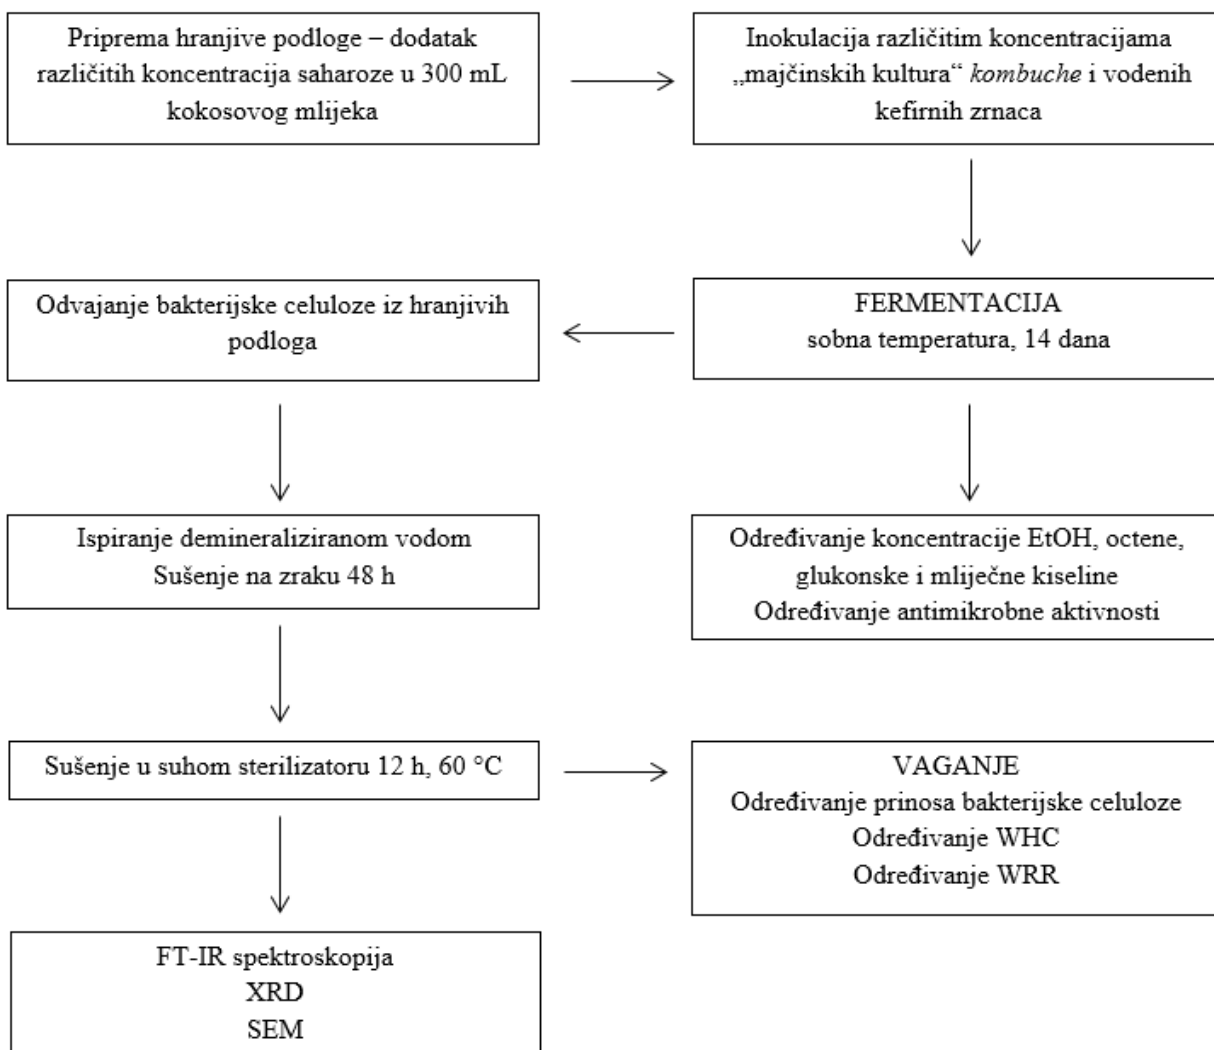 Priprema hranjive podloge – dodatak
različitih koncentracija saharoze u 300 mL
kokosovog mlijeka
Inokulacija različitim koncentracijama
„majčinskih kultura“ kombuche i vodenih
kefirnih zrnaca
Odvajanje bakterijske celuloze iz hranjivih
podloga
FERMENTACIJA
sobna temperatura, 14 dana
Ispiranje demineraliziranom vodom
Sušenje na zraku 48 h
Određivanje koncentracije EtOH, octene,
glukonske i mliječne kiseline
Određivanje antimikrobne aktivnosti
Sušenje u suhom sterilizatoru 12 h, 60 °C
VAGANJE
Određivanje prinosa bakterijske celuloze
Određivanje WHC
Određivanje WRR
FT-IR spektroskopija
XRD
SEM